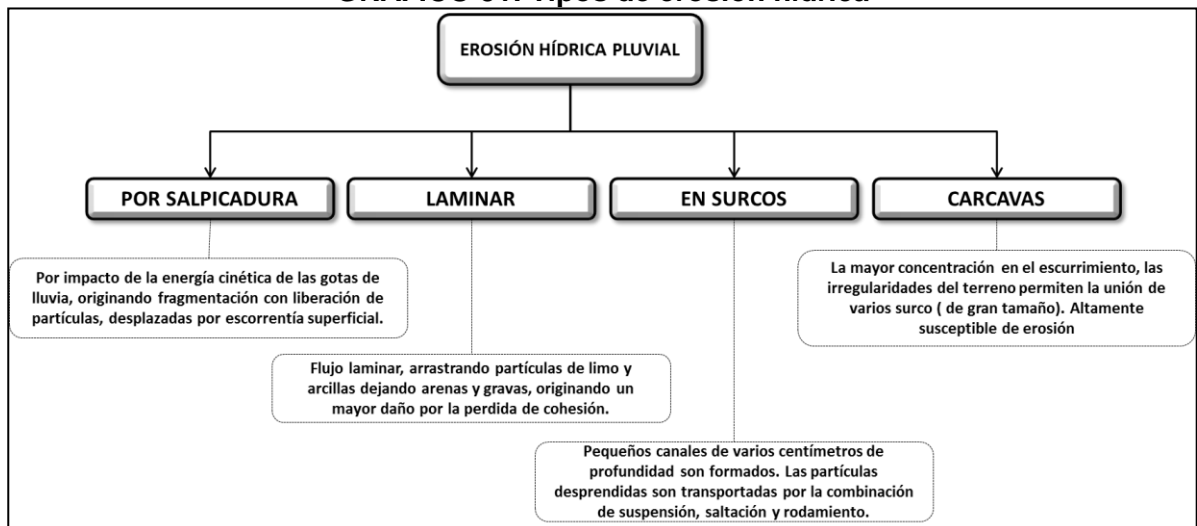 EROSIÓN HÍDRICA PLUVIAL
POR SALPICADURA
LAMINAR
EN SURCOS
CARCAVAS
Por impacto de la energía cinética de las gotas de
lluvia, originando fragmentación con liberación de
partículas, desplazadas por escorrentía superficial.
La mayor concentración en el escurrimiento, las
irregularidades del terreno permiten la unión de
varios surco ( de gran tamaño). Altamente
susceptible de erosión
Flujo laminar, arrastrando partículas de limo y
arcillas dejando arenas y gravas, originando un
mayor daño por la perdida de cohesión.
Pequeños canales de varios centímetros de
profundidad son formados. Las partículas
desprendidas son transportadas por la combinación
de suspensión, saltación y rodamiento.